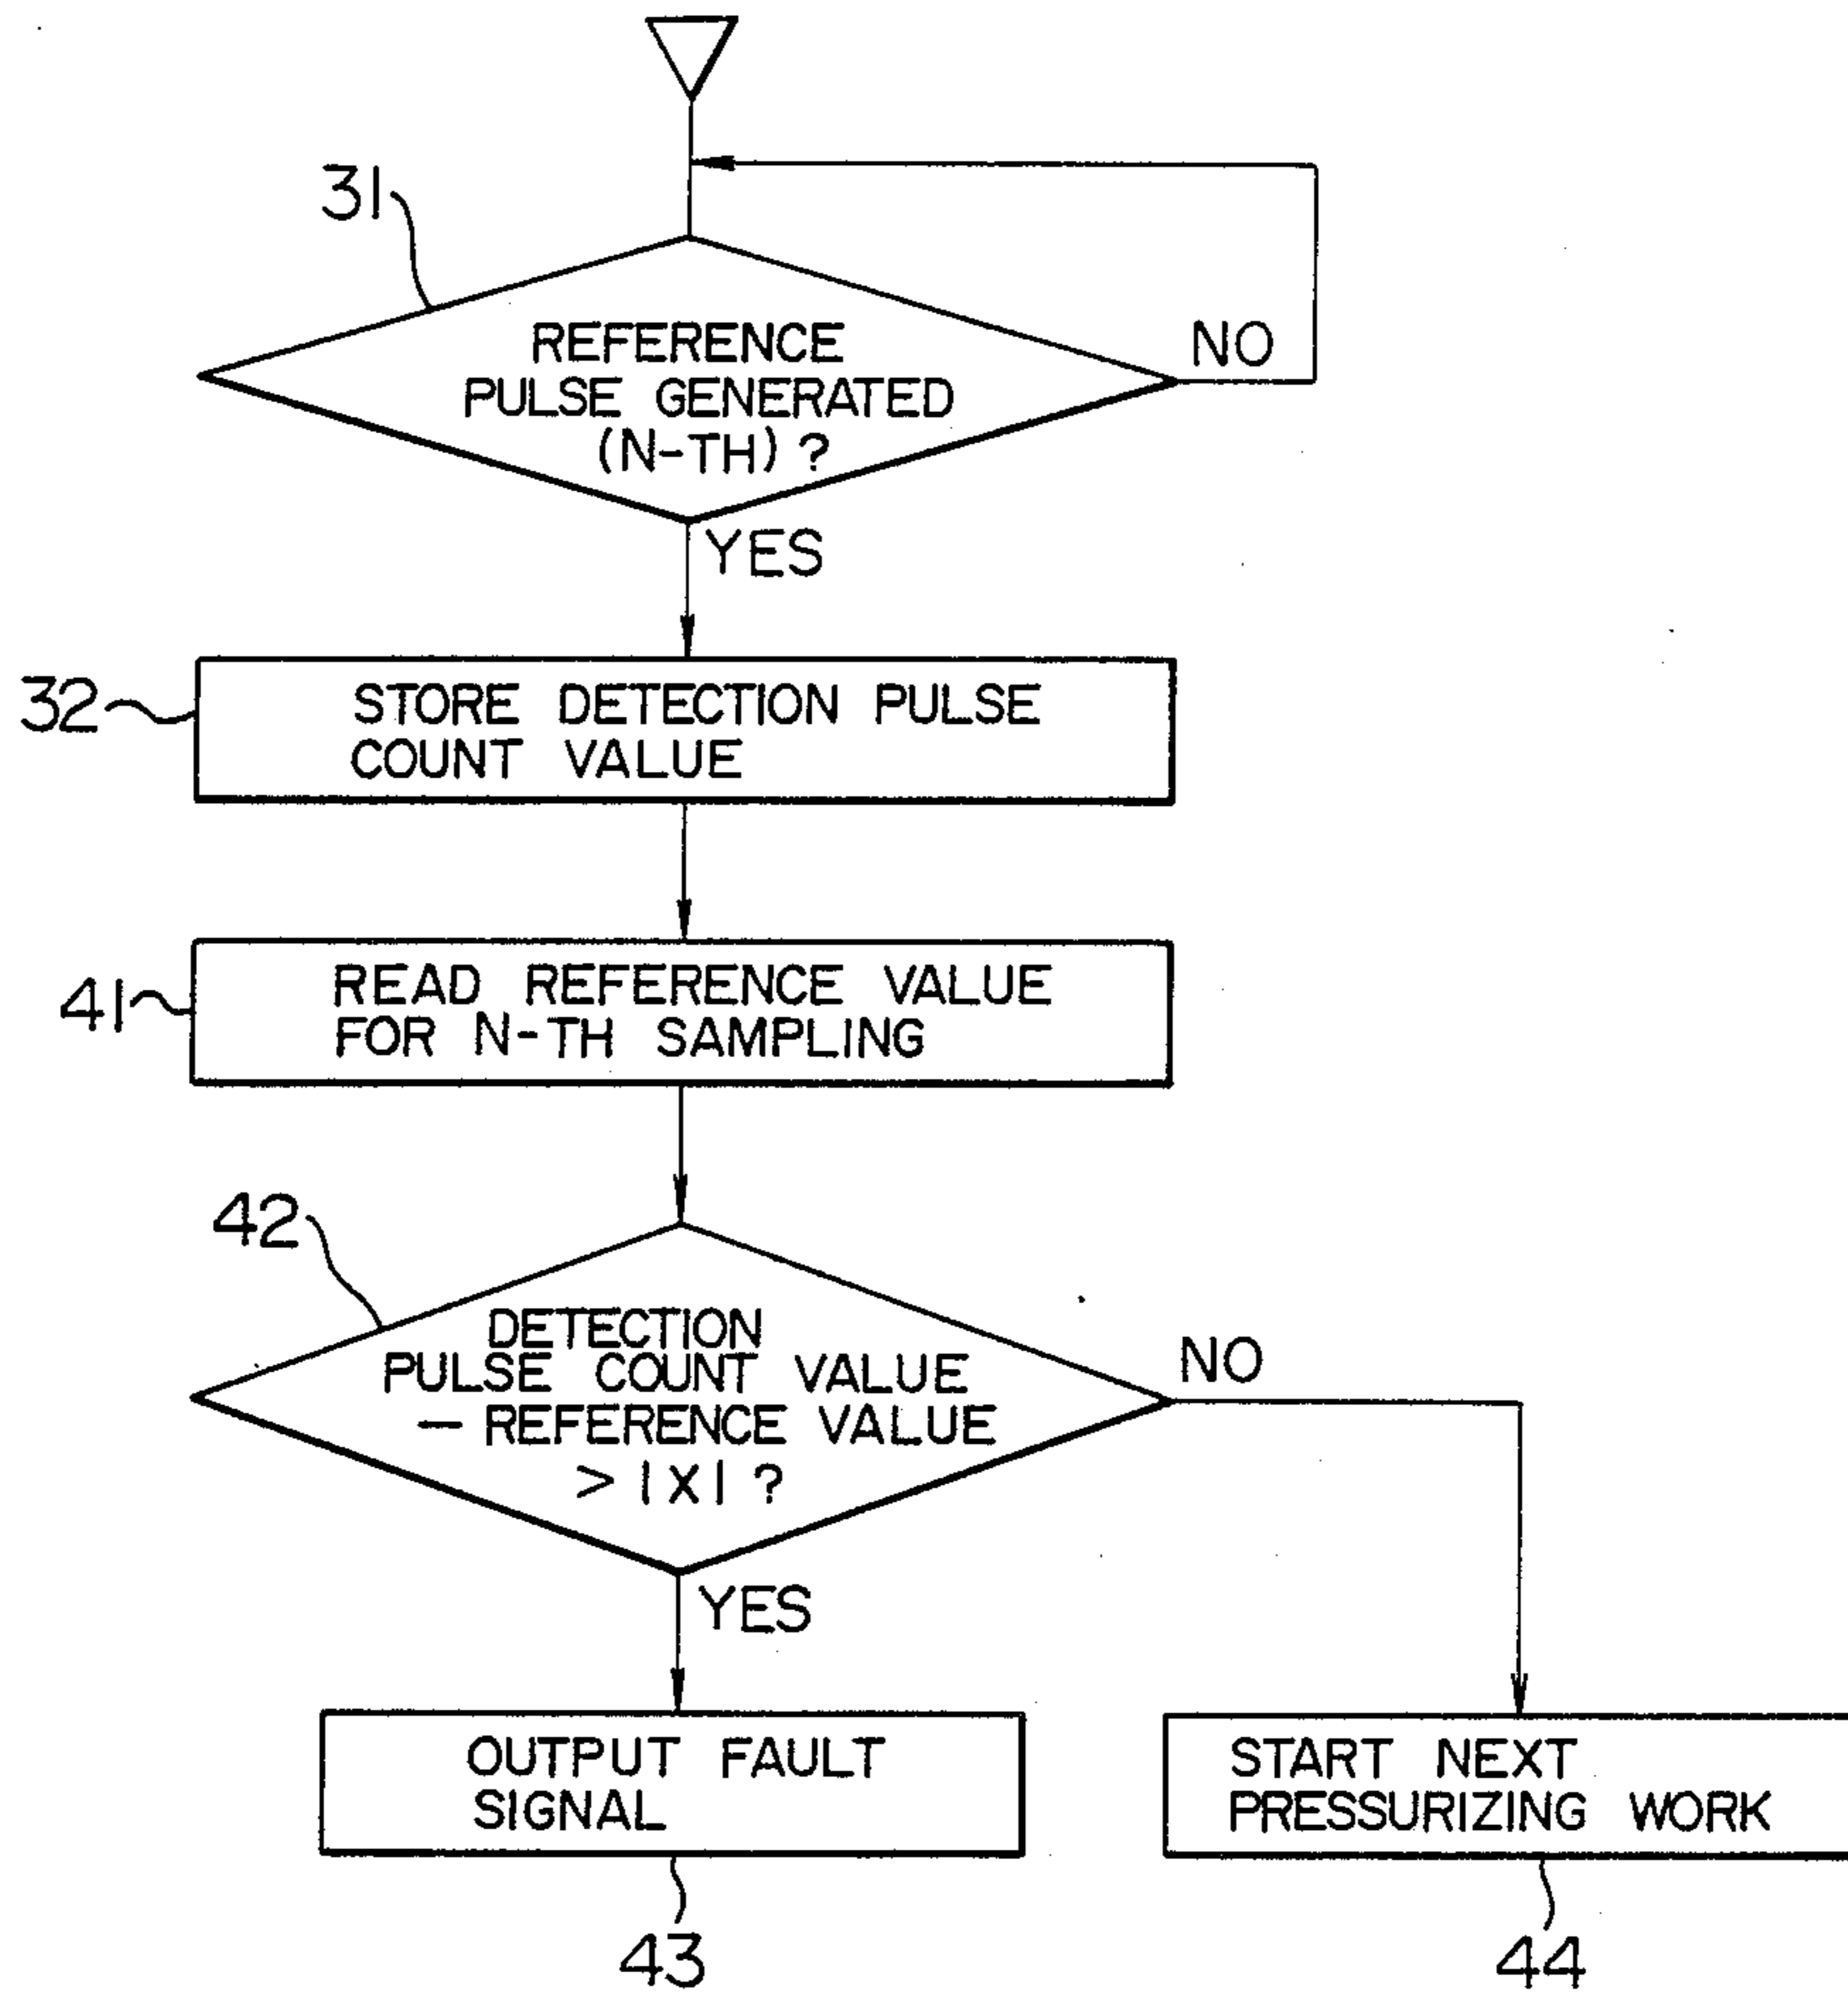 31
REFERENCE
PULSE GENERATED
(N-TH) ?
NO
YES
32
STORE DETECTION PULSE
COUNT VALUE
41
READ REFERENCE VALUE
FOR N-TH SAMPLING
42
DETECTION
PULSE COUNT VALUE
— REFERENCE VALUE
> |X| ?
NO
YES
OUTPUT FAULT
SIGNAL
START NEXT
PRESSURIZING WORK
43
44